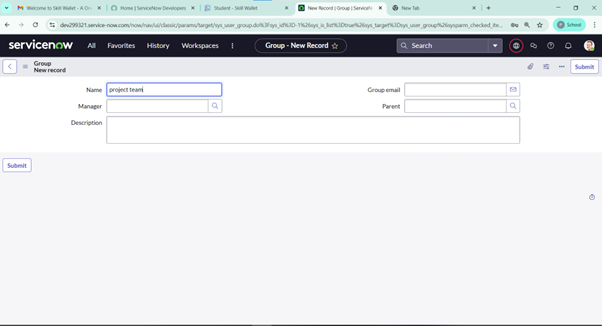 Welcome to Skill Wallet - A On
Home | ServiceNow Developers
Student - Skill Wallet
New Record | Group | ServiceN
New Tab
dev299321.service-now.com/now/nav/ui/classic/params/target/sys_user_group.do%3Fsys_id%3D-1%26sys_is_list%3Dtrue%26sys_target%3Dsys_user_group%26sysparm_checked_ite...
School
servicenow
All
Favorites
History
Workspaces
Group - New Record
Search
Group
New record
Submit
Name
project team
Group email
Manager
Parent
Description
Submit